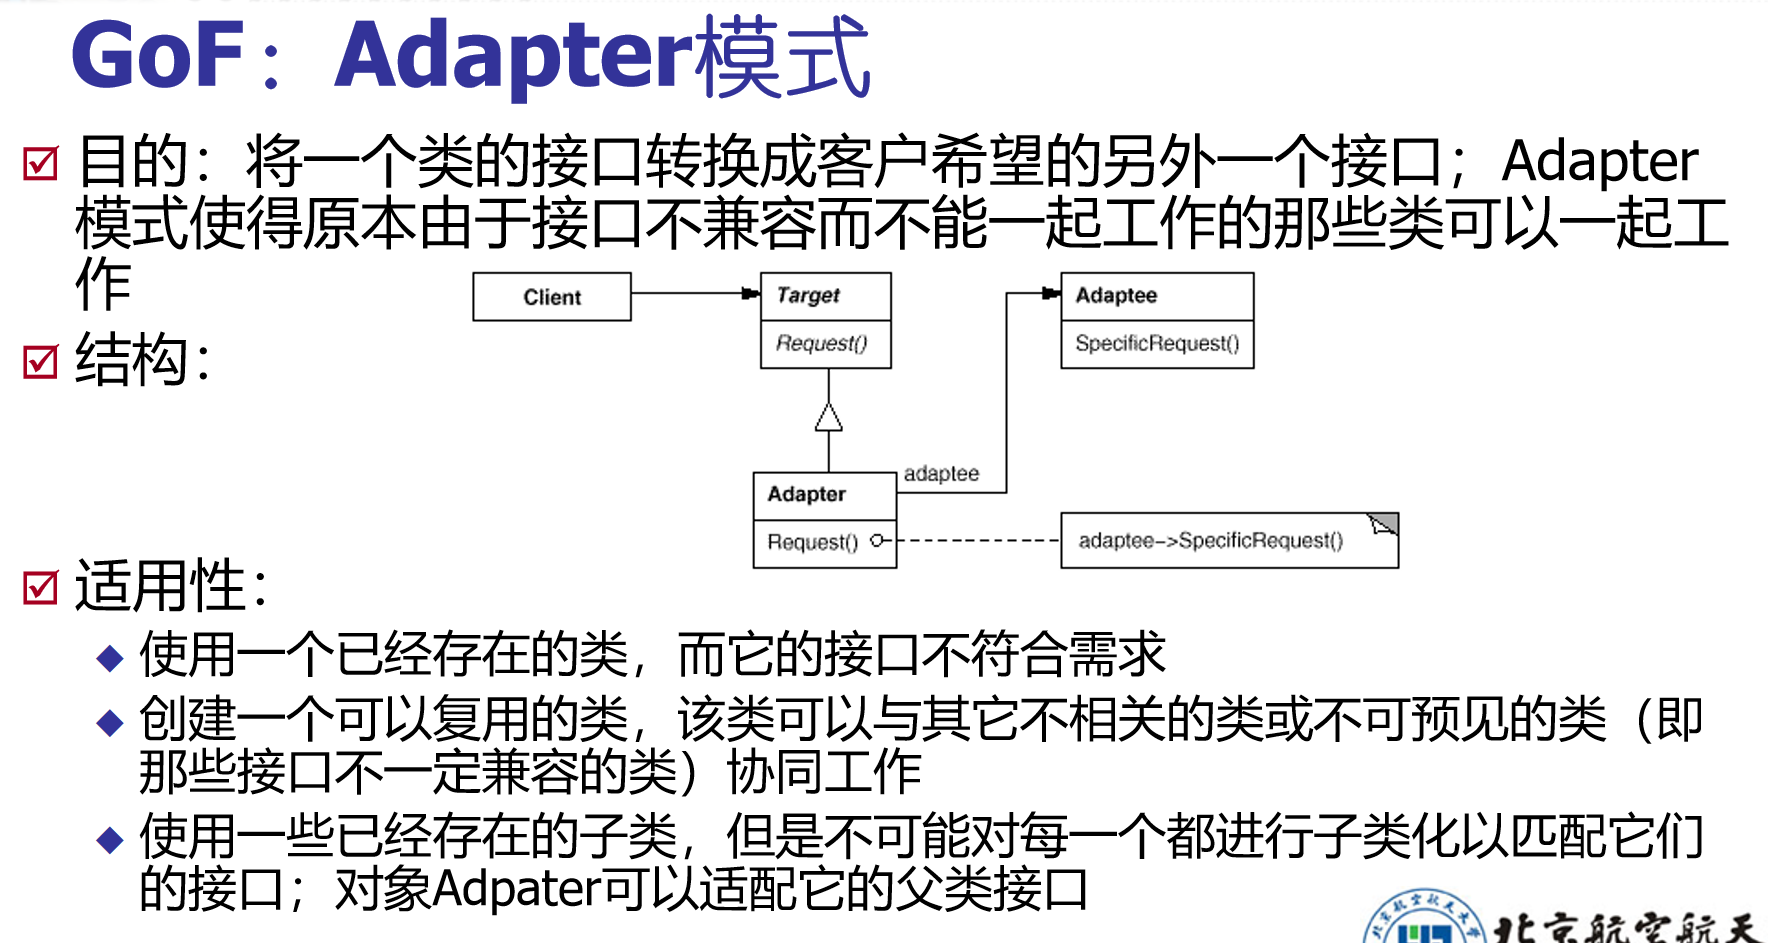 GoF：Adapter模式
目的：将一个类的接口转换成客户希望的另外一个接口；Adapter
模式使得原本由于接口不兼容而不能一起工作的那些类可以一起工
作
Client
Target
Request()
Adaptee
SpecificRequest()
结构：
adaptee
Adapter
Request()
adaptee->SpecificRequest()
适用性：
使用一个已经存在的类，而它的接口不符合需求
创建一个可以复用的类，该类可以与其它不相关的类或不可预见的类（即
那些接口不一定兼容的类）协同工作
使用一些已经存在的子类，但是不可能对每一个都进行子类化以匹配它们
的接口；对象Adpater可以适配它的父类接口
北京航空航天大学
北京航空航天